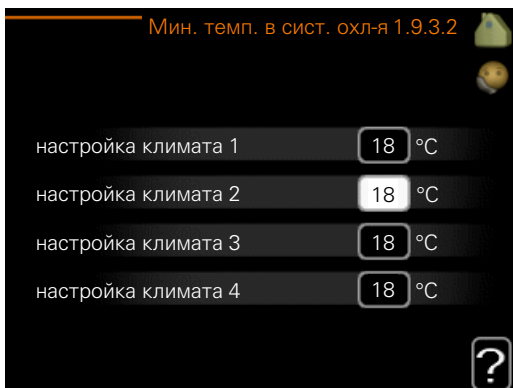 Мин. темп. в сист. охл-я 1.9.3.2
настройка климата 1 18 °C
настройка климата 2 18 °C
настройка климата 3 18 °C
настройка климата 4 18 °C
?